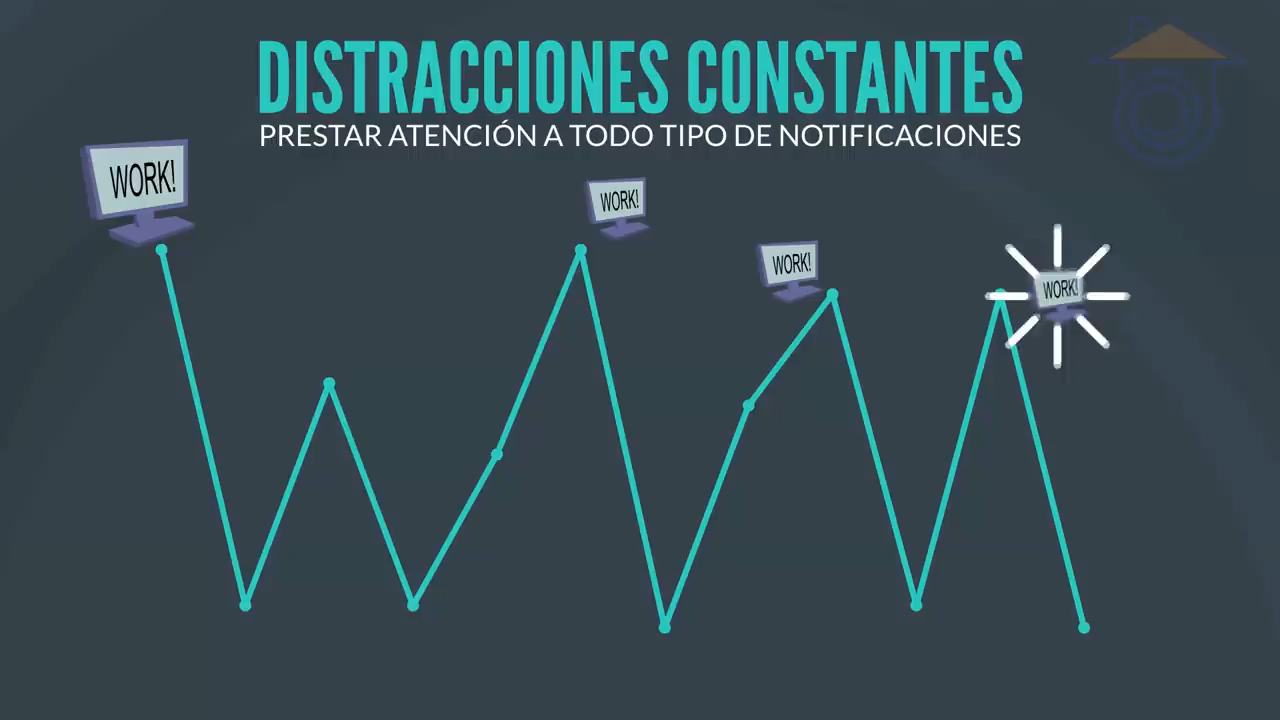 DISTRACCIONES CONSTANTES
PRESTAR ATENCIÓN A TODO TIPO DE NOTIFICACIONES
WORK!
WORK!
WORK!
WORK!